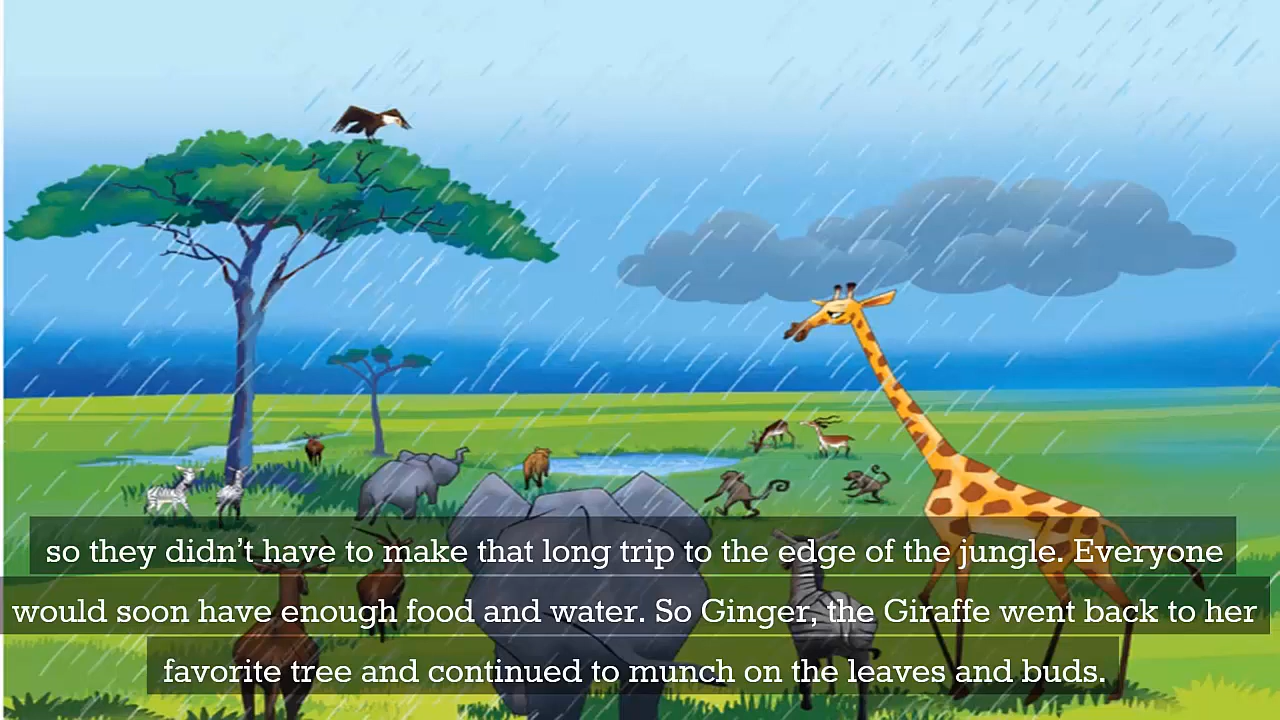 so they didn’t have to make that long trip to the edge of the jungle. Everyone
would soon have enough food and water. So Ginger, the Giraffe went back to her
favorite tree and continued to munch on the leaves and buds.